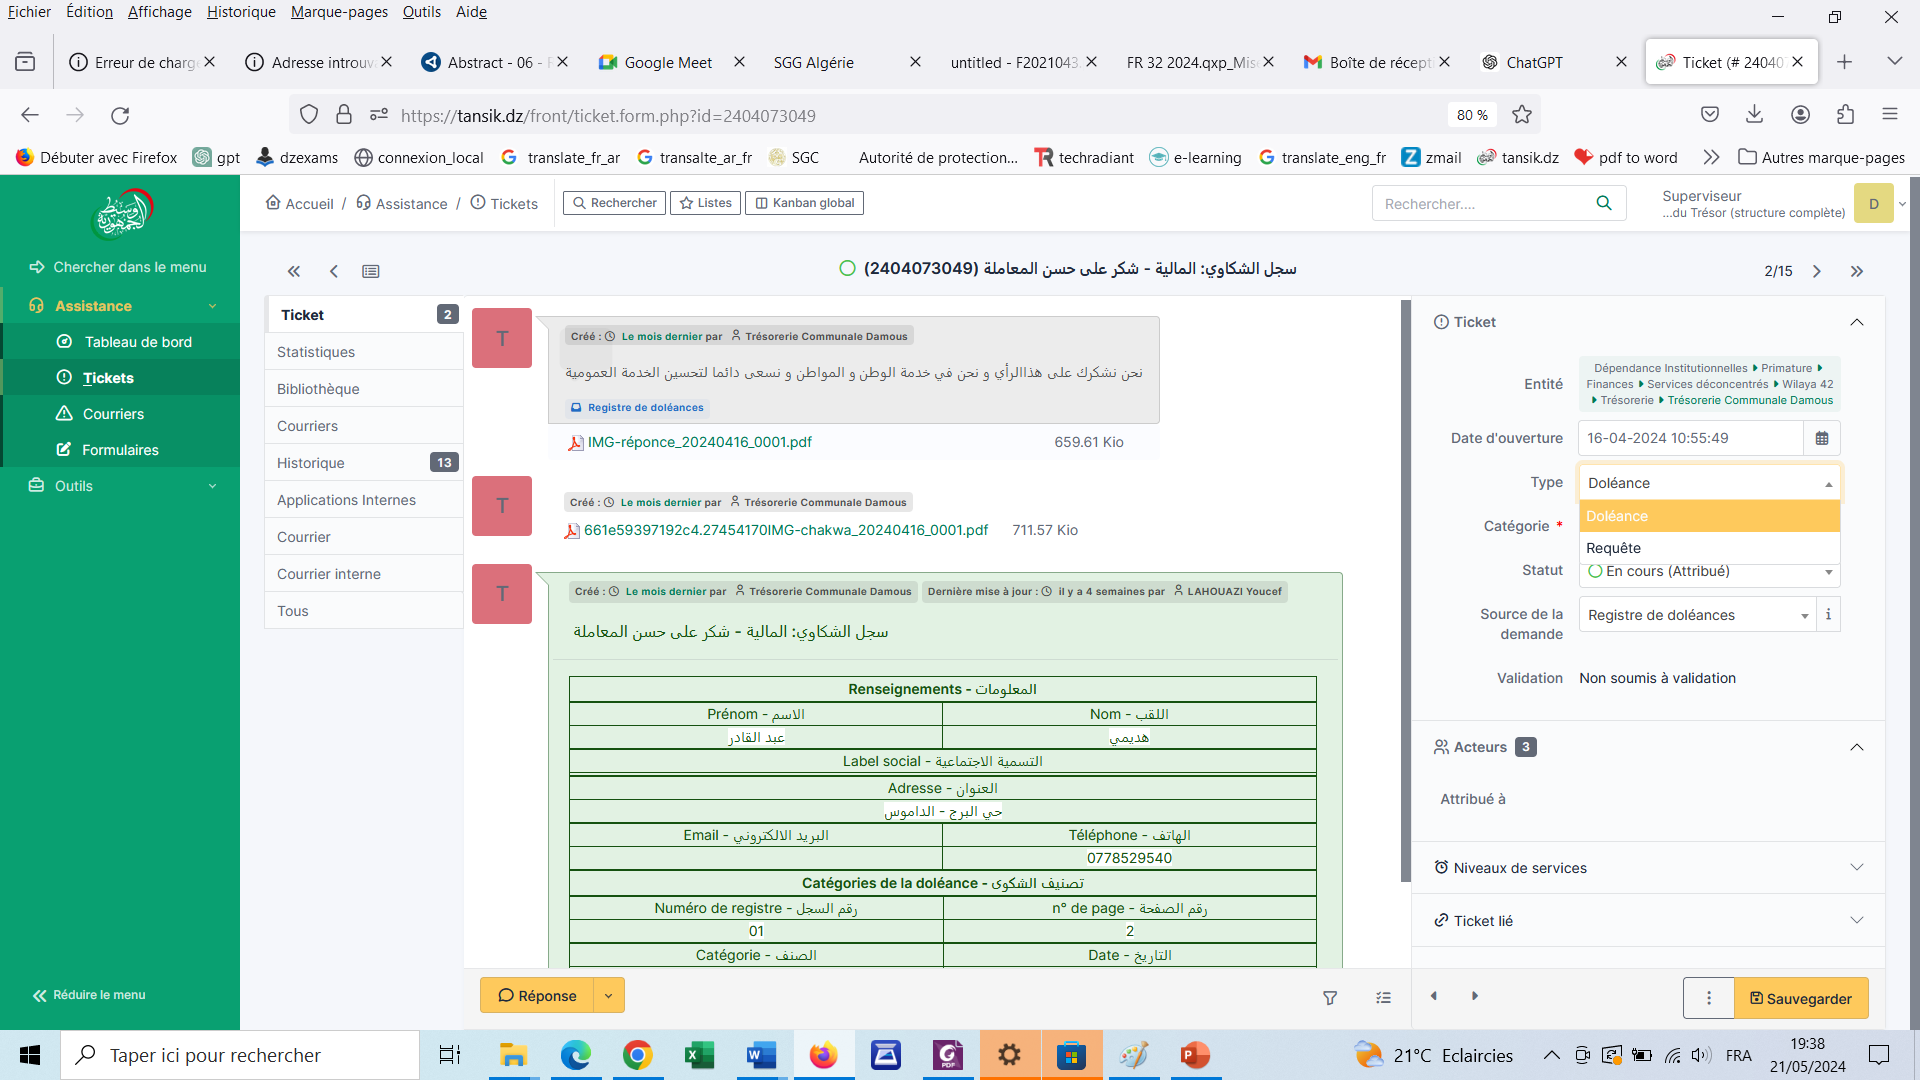 Fichier Édition Affichage Historique Marque-pages Outils Aide
Erreur de charge
Adresse introuv
Abstract - 06 - F
Google Meet
SGG Algérie
untitled - F2021043
FR 32 2024.qxp_Mis
Boîte de récept
ChatGPT
Ticket (# 24040
https://tansik.dz/front/ticket.form.php?id=2404073049
80 %
Débuter avec Firefox
gpt
dzexams
connexion_local
translate_fr_ar
transalte_ar_fr
SGC
Autorité de protection...
techradiant
e-learning
translate_eng_fr
zmail
tansik.dz
pdf to word
Autres marque-pages
Accueil / Assistance / Tickets
Rechercher
Listes
Kanban global
Rechercher....
Superviseur
...du Trésor (structure complète)
D
وسيط الجمهورية
Chercher dans le menu
Assistance
Tableau de bord
Tickets
Courriers
Formulaires
Outils
Réduire le menu
سجل الشكاوي: المالية - شكر على حسن المعاملة (2404073049)
2/15
Ticket 2
Statistiques
Bibliothèque
Courriers
Historique 13
Applications Internes
Courrier
Courrier interne
Tous
T
Créé : Le mois dernier par Trésorerie Communale Damous
نحن نشكرك على هذاالرأي و نحن في خدمة الوطن و المواطن و نسعى دائما لتحسين الخدمة العمومية
Registre de doléances
IMG-réponce_20240416_0001.pdf 659.61 Kio
T
Créé : Le mois dernier par Trésorerie Communale Damous
661e59397192c4.27454170IMG-chakwa_20240416_0001.pdf 711.57 Kio
T
Créé : Le mois dernier par Trésorerie Communale Damous Dernière mise à jour : il y a 4 semaines par LAHOUAZI Youcef
سجل الشكاوي: المالية - شكر على حسن المعاملة
Renseignements - المعلومات
Prénom - الاسم Nom - اللقب
عبد القادر هديمي
Label social - التسمية الاجتماعية
Adresse - العنوان
حي البرج - الداموس
Email - البريد الالكتروني Téléphone - الهاتف
0778529540
Catégories de la doléance - تصنيف الشكوى
Numéro de registre - رقم السجل n° de page - رقم الصفحة
01 2
Catégorie - الصنف Date - التاريخ
Réponse
Ticket
Entité
Dépendance Institutionnelles Primature
Finances Services déconcentrés Wilaya 42
Trésorerie Trésorerie Communale Damous
Date d'ouverture 16-04-2024 10:55:49
Type Doléance
Doléance
Catégorie *
Requête
Statut En cours (Attribué)
Source de la demande Registre de doléances i
Validation Non soumis à validation
Acteurs 3
Attribué à
Niveaux de services
Ticket lié
Sauvegarder
Taper ici pour rechercher
21°C Eclaircies
FRA
19:38
21/05/2024